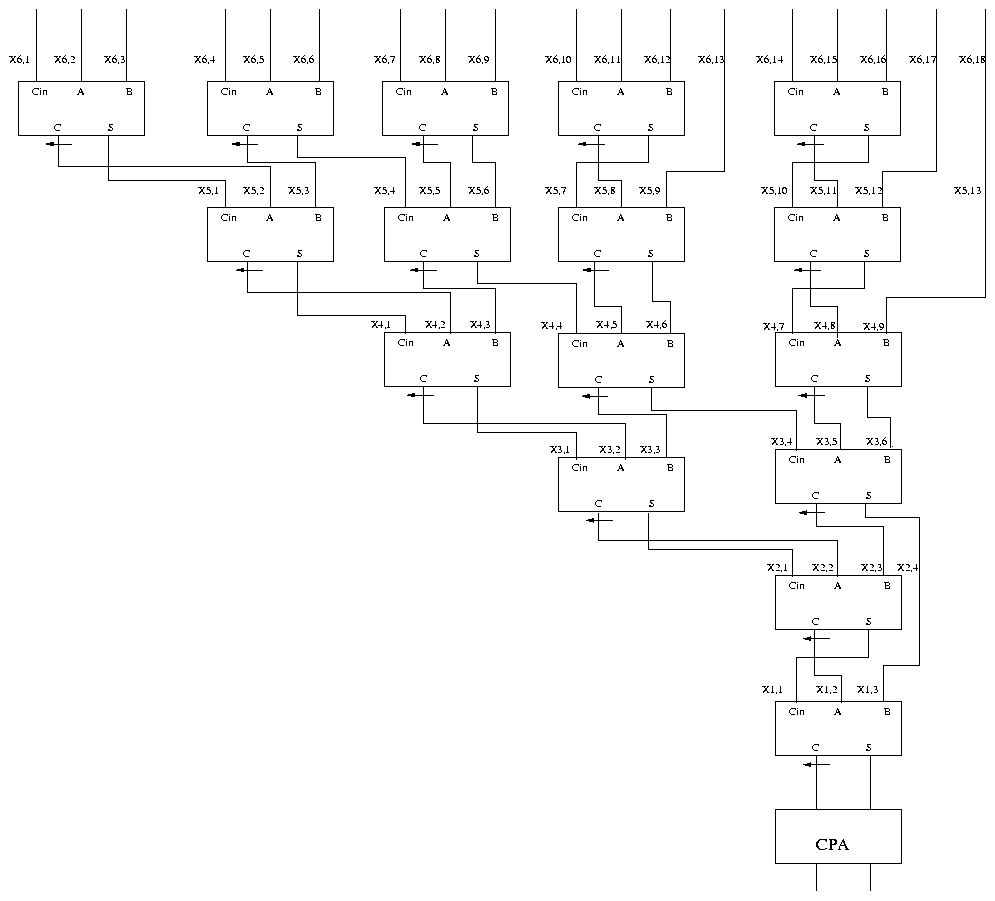 X6,1 X6,2 X6,3 X6,4 X6,5 X6,6 X6,7 X6,8 X6,9 X6,10 X6,11 X6,12 X6,13 X6,14 X6,15 X6,16 X6,17 X6,18
Cin A B Cin A B Cin A B Cin A B Cin A B
C S C S C S C S C S
X5,1 X5,2 X5,3 X5,4 X5,5 X5,6 X5,7 X5,8 X5,9 X5,10 X5,11 X5,12 X5,13
Cin A B Cin A B Cin A B Cin A B
C S C S C S C S
X4,1 X4,2 X4,3 X4,4 X4,5 X4,6 X4,7 X4,8 X4,9
Cin A B Cin A B Cin A B
C S C S C S
X3,1 X3,2 X3,3 X3,4 X3,5 X3,6
Cin A B Cin A B
C S C S
X2,1 X2,2 X2,3 X2,4
Cin A B
C S
X1,1 X1,2 X1,3
Cin A B
C S
CPA